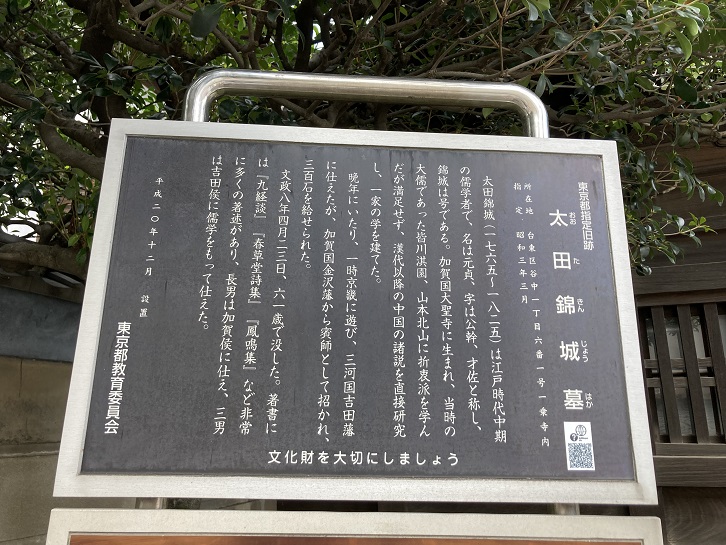 東京都指定旧跡
太田錦城墓
おおたきんじょうはか
所在地 台東区谷中一丁目六番一号一乗寺内
指定 昭和三年三月
太田錦城(一七六五~一八二五)は江戸時代中期
の儒学者で、名は元貞、字は公幹、才佐と称し、
錦城は号である。加賀国大聖寺に生まれ、当時の
大儒であった皆川淇園、山本北山に折衷派を学ん
だが満足せず、漢代以降の中国の諸説を直接研究
し、一家の学を建てた。
晩年にいたり、一時京畿に遊び、三河国吉田藩
に仕えたが、加賀国金沢藩から賓師として招かれ、
三百石を給せられた。
文政八年四月二三日、六一歳で没した。著書に
は『九経談』、『春草堂詩集』『鳳鳴集』など非常
に多くの著述があり、長男は加賀侯に仕え、三男
は吉田侯に儒学をもって仕えた。
平成一〇年十二月 設置
東京都教育委員会
文化財を大切にしましょう